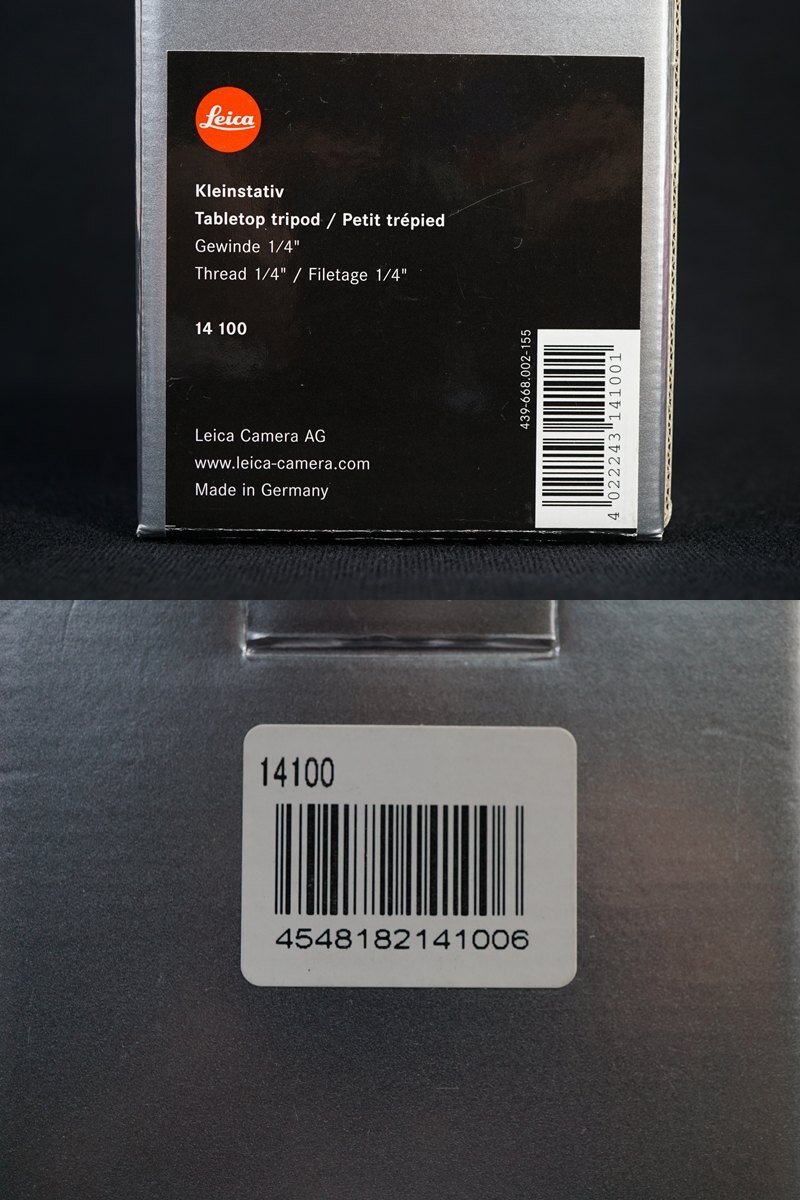 Leica
Kleinstativ
Tabletop tripod / Petit trépied
Gewinde 1/4"
Thread 1/4" / Filetage 1/4"
14 100
Leica Camera AG
www.leica-camera.com
Made in Germany
439-668.002-155
4 022243 141001
14100
4548182141006